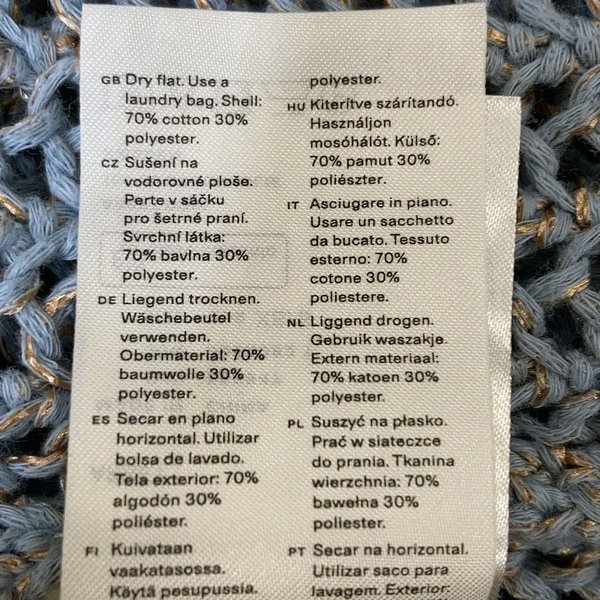 GB Dry flat. Use a
laundry bag. Shell:
70% cotton 30%
polyester.
CZ Sušení na
vodorovné ploše.
Perte v sáčku
pro šetrné praní.
Svrchní látka:
70% bavlna 30%
polyester.
DE Liegend trocknen.
Wäschebeutel
verwenden.
Obermaterial: 70%
baumwolle 30%
polyester.
ES Secar en plano
horizontal. Utilizar
bolsa de lavado.
Tela exterior: 70%
algodón 30%
poliéster.
FI Kuivataan
vaakatasossa.
Käytä pesupussia.
polyester.
HU Kiterítve szárítandó.
Használjon
mosóhálót. Külső:
70% pamut 30%
poliészter.
IT Asciugare in piano.
Usare un sacchetto
da bucato. Tessuto
esterno: 70%
cotone 30%
poliestere.
NL Liggend drogen.
Gebruik waszakje.
Extern materiaal:
70% katoen 30%
polyester.
PL Suszyć na płasko.
Prać w siateczce
do prania. Tkanina
wierzchnia: 70%
bawełna 30%
poliester.
PT Secar na horizontal.
Utilizar saco para
lavagem. Exterior: